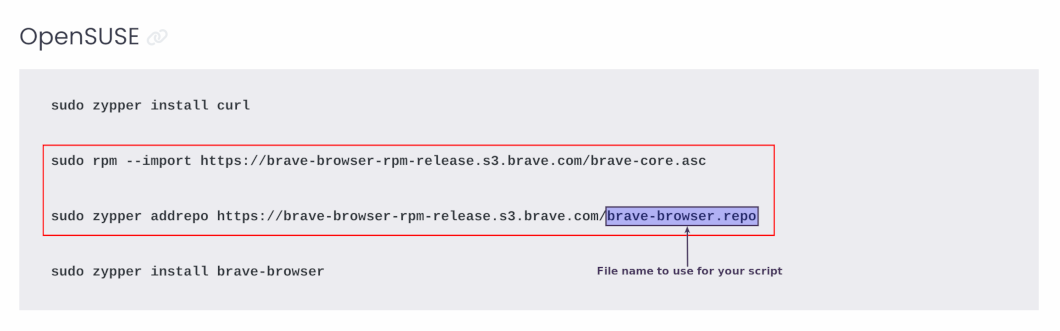 OpenSUSE
sudo zypper install curl
sudo rpm --import https://brave-browser-rpm-release.s3.brave.com/brave-core.asc
sudo zypper addrepo https://brave-browser-rpm-release.s3.brave.com/brave-browser.repo
sudo zypper install brave-browser
File name to use for your script